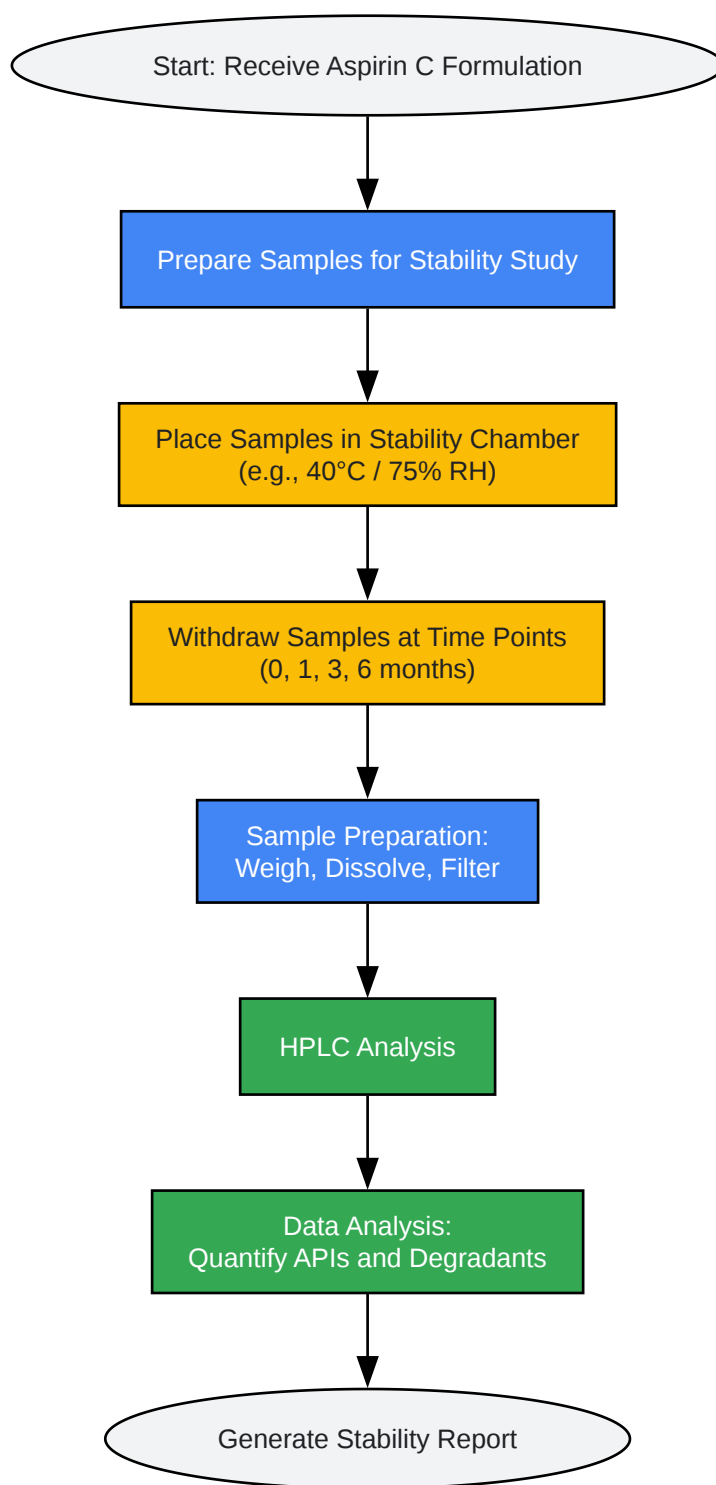 Start: Receive Aspirin C Formulation
Prepare Samples for Stability Study
Place Samples in Stability Chamber
(e.g., 40°C / 75% RH)
Withdraw Samples at Time Points
(0, 1, 3, 6 months)
Sample Preparation:
Weigh, Dissolve, Filter
HPLC Analysis
Data Analysis:
Quantify APIs and Degradants
Generate Stability Report